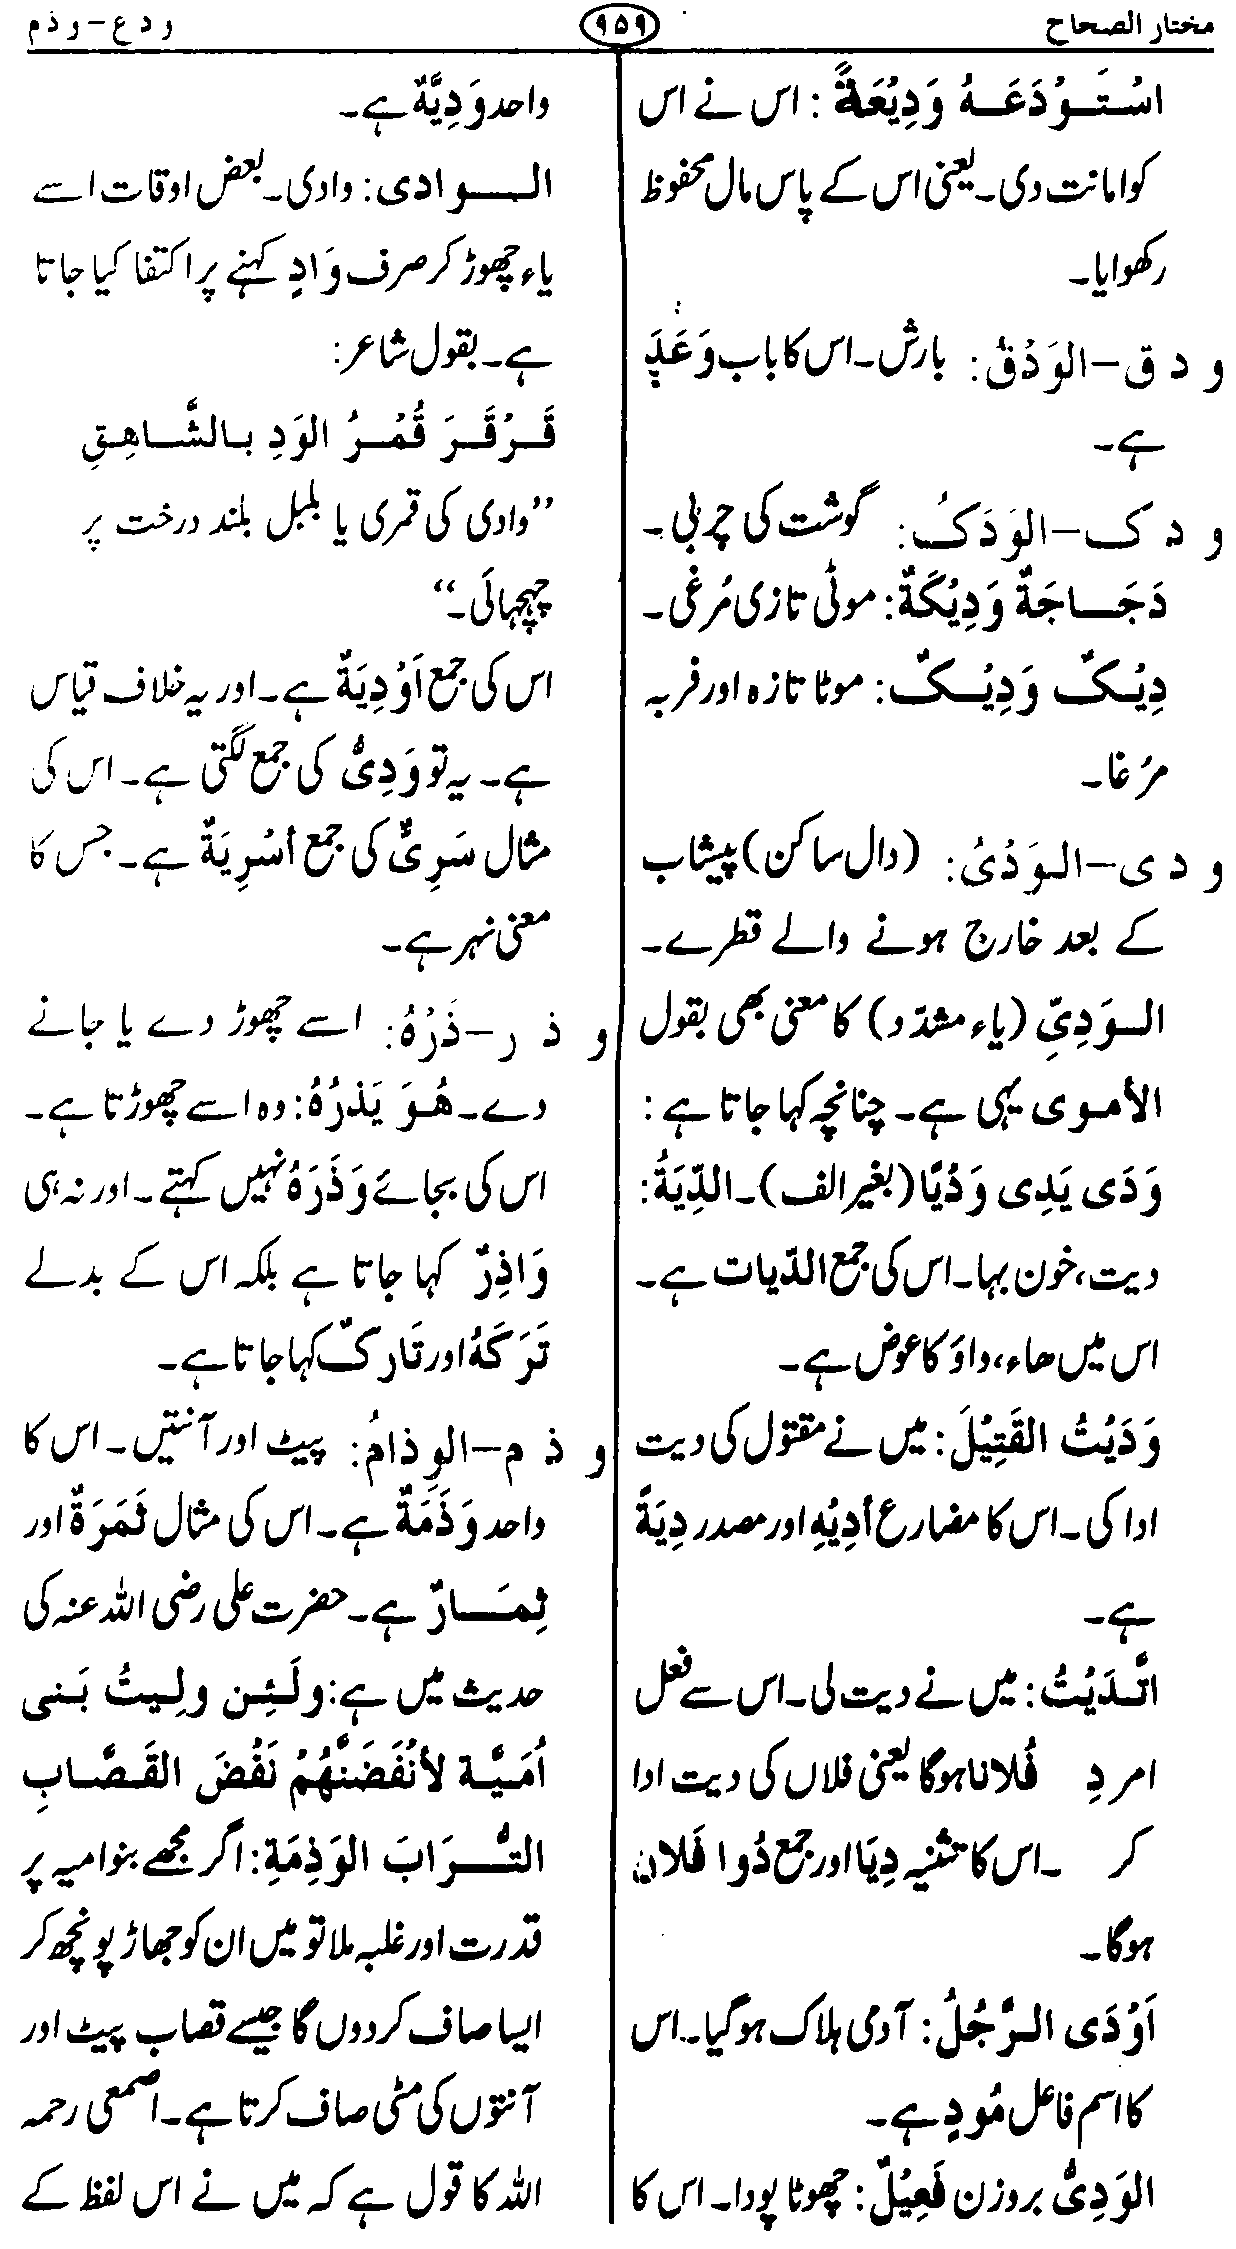 مختار الصحاح
۹۵۹
و د ع – و ذ م
اسْتَوْدَعَهُ وَدِيْعَةً: اس نے اس
کو امانت دی۔ یعنی اس کے پاس مال محفوظ
رکھوایا۔
و د ق – الوَدْقُ: بارش۔ اس کا باب وَعَدَ
ہے۔
و د ک – الوَدَکُ: گوشت کی چربی۔
دَجَاجَةٌ وَدِيْكَةٌ: موٹی تازی مُرغی۔
دِيْکٌ وَدِيْکٌ: موٹا تازہ اور فربہ
مرُغا۔
و د ی – الوَدْیُ: (دال ساکن) پیشاب
کے بعد خارج ہونے والے قطرے۔
الوَدِیِّ (یاء مشدّد) کا معنی بھی بقول
الأموی یہی ہے۔ چنانچہ کہا جاتا ہے:
وَدَی یَدِی وَدْيًا (بغیر الف)۔ الدِّيَةُ:
دیت، خون بہا۔ اس کی جمع الدّیات ہے۔
اس میں ھاء، واوَ کا عوض ہے۔
وَدَيْتُ القَتِيْلَ: میں نے مقتول کی دیت
ادا کی۔ اس کا مضارع أدِيْهِ اور مصدر دِيَةً
ہے۔
اتَّدَيْتُ: میں نے دیت لی۔ اس سے فعل
امر دِ فُلانا ہوگا یعنی فلاں کی دیت ادا
کر ۔ اس کا تثنیہ دِیَا اور جمع دُوا فَلان
ہوگا۔
اَوْدَی الرَّجُلُ: آدمی ہلاک ہوگیا۔ اس
کا اسم فاعل مُودٍ ہے۔
الوَدِیُّ بروزن فَعِیْلٌ: چھوٹا پودا۔ اس کا
واحد وَدِيَّةٌ ہے۔
الوادی: وادی۔ بعض اوقات اسے
یاء چھوڑ کر صرف وَادٍ کہنے پر اکتفا کیا جاتا
ہے۔ بقول شاعر:
قَرْقَرَ قُمْرُ الوَدِ بالشَّاهِقِ
”وادی کی قمری یا بلبل بلند درخت پر
چہچہائی۔“
اس کی جمع اَوْدِيَةٌ ہے۔ اور یہ خلاف قیاس
ہے۔ یہ تو وَدِیٌّ کی جمع لگتی ہے۔ اس کی
مثال سَرِیٌّ کی جمع أسْرِيَةٌ ہے۔ جس کا
معنی نہر ہے۔
و ذ ر – ذَرْهُ: اسے چھوڑ دے یا جانے
دے۔ هُوَ يَذرُهُ: وہ اسے چھوڑتا ہے۔
اس کی بجائے وَذَرَهُ نہیں کہتے۔ اور نہ ہی
وَاذِرٌ کہا جاتا ہے بلکہ اس کے بدلے
تَرَكَهُ اور تَارِکٌ کہا جاتا ہے۔
و ذ م – الوِذامُ: پیٹ اور آنتیں۔ اس کا
واحد وَذَمَةٌ ہے۔ اس کی مثال ثَمَرَةٌ اور
ثِمَارٌ ہے۔ حضرت علی رضی اللہ عنہ کی
حدیث میں ہے: ولَئِن ولِيتُ بَنی
اُمَيَّة لأنْفَضَنَّهُمْ نَفْضَ القَصَّابِ
التُّرَابَ الوَذِمَةِ: اگر مجھے بنوامیہ پر
قدرت اور غلبہ ملا تو میں ان کو جھاڑ پونچھ کر
ایسا صاف کردوں گا جیسے قصاب پیٹ اور
آنتوں کی مٹی صاف کرتا ہے۔ اصمعی رحمہ
اللہ کا قول ہے کہ میں نے اس لفظ کے